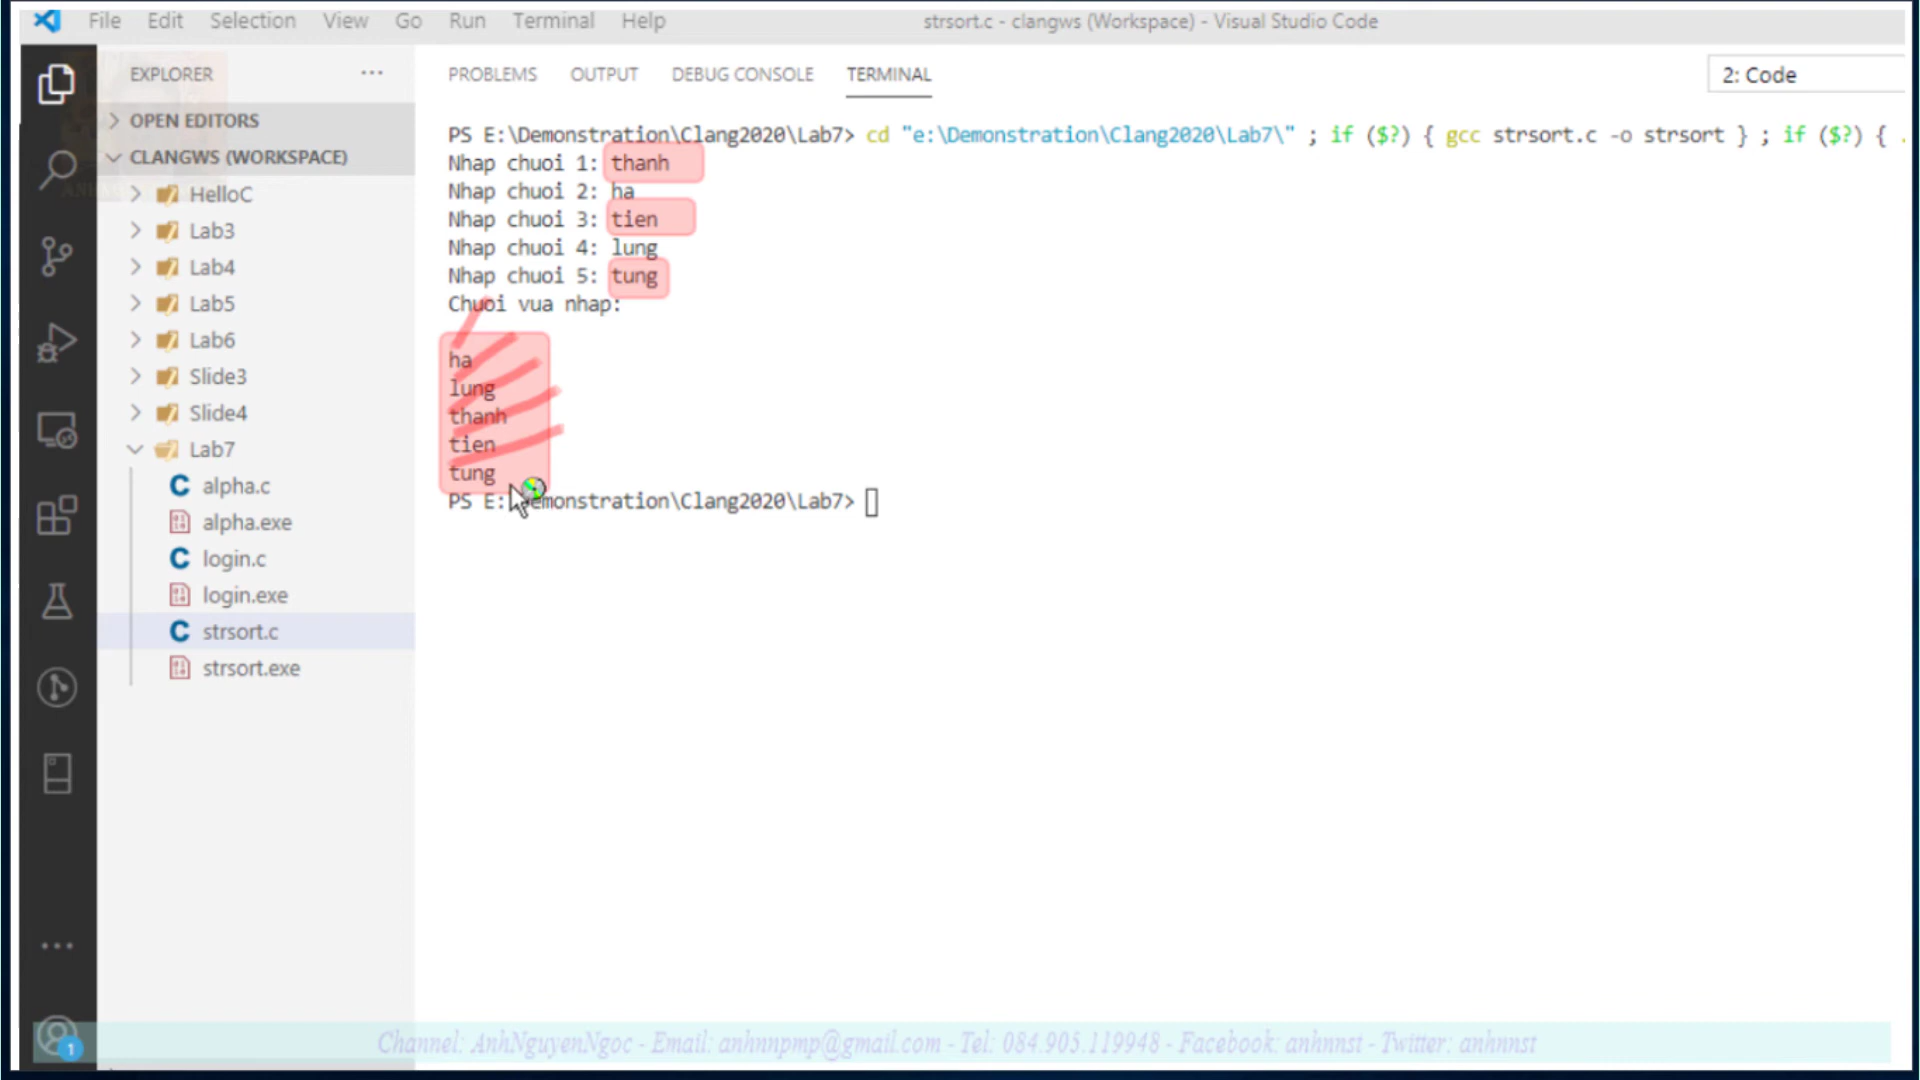 File Edit Selection View Go Run Terminal Help strsort.c - clangws (Workspace) - Visual Studio Code
EXPLORER ...
OPEN EDITORS
CLANGWS (WORKSPACE)
HelloC
Lab3
Lab4
Lab5
Lab6
Slide3
Slide4
Lab7
alpha.c
alpha.exe
login.c
login.exe
strsort.c
strsort.exe
1
PROBLEMS OUTPUT DEBUG CONSOLE TERMINAL 2: Code
PS E:\Demonstration\Clang2020\Lab7> cd "e:\Demonstration\Clang2020\Lab7\" ; if ($?) { gcc strsort.c -o strsort } ; if ($?) { .
Nhap chuoi 1: thanh
Nhap chuoi 2: ha
Nhap chuoi 3: tien
Nhap chuoi 4: lung
Nhap chuoi 5: tung
Chuoi vua nhap:
ha
lung
thanh
tien
tung
PS E:\Demonstration\Clang2020\Lab7>
Channel: AnhNguyenNgoc - Email: anhnnpmp@gmail.com - Tel: 084.905.119948 - Facebook: anhnnst - Twitter: anhnnst